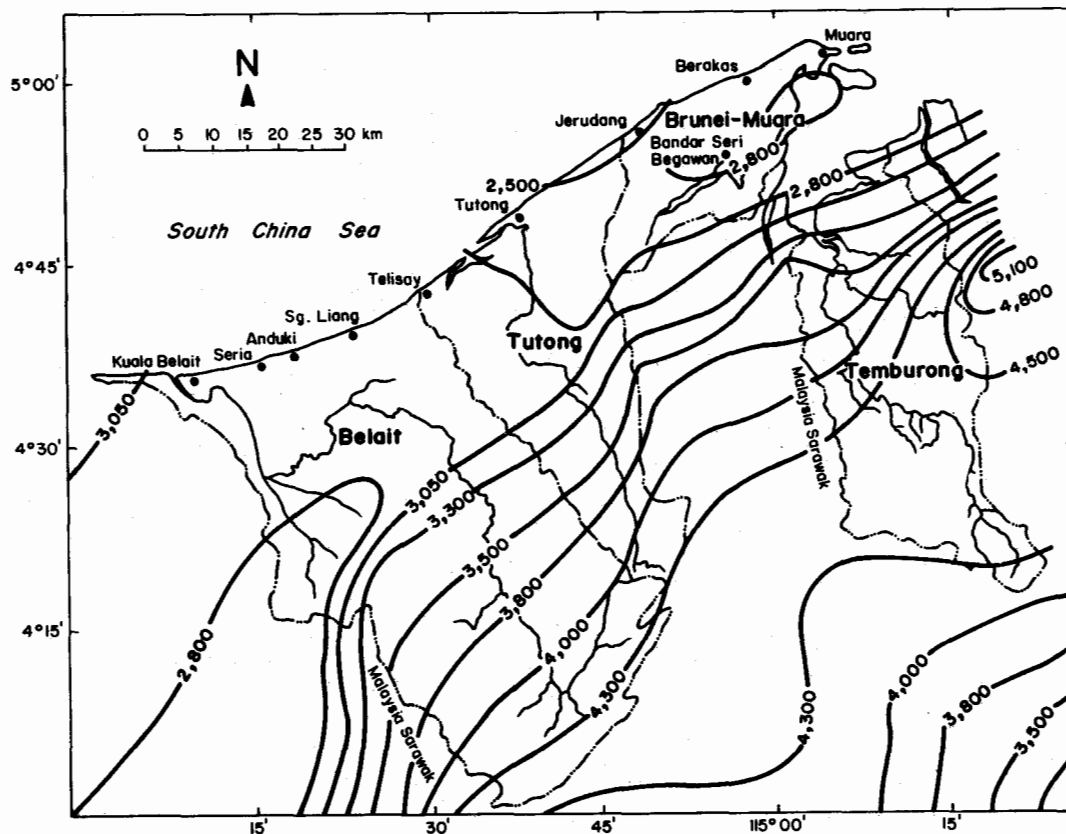 Muara
N
5°00'
Berakas
0 5 10 15 22 30 km
Jerudang
Brunei-Muara
Bandar Seri
Begawan
2,800
2,500
2,800
Tutong
South China Sea
4°45'
5,100
Telisay
4,800
Sg. Liang
Anduki
Tutong
Seria
Kuala Belait
Temburong
4,500
3,050
Malaysia Sarawak
Belait
4°30'
3,050
3,300
3,500
3,800
4°15'
2,800
4,000
4,000
Malaysia Sarawak
4,300
4,300
3,800
3,500
15' 30' 45' 115°00' 15'